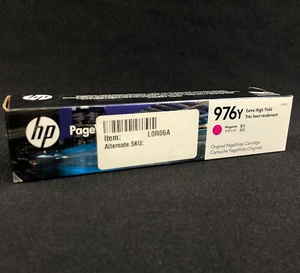 hp
Page
Item: L0R06A
Alternate SKU:
976Y
Extra High Yield
Très haut rendement
Magenta
Original PageWide Cartridge
Cartouche PageWide Originale